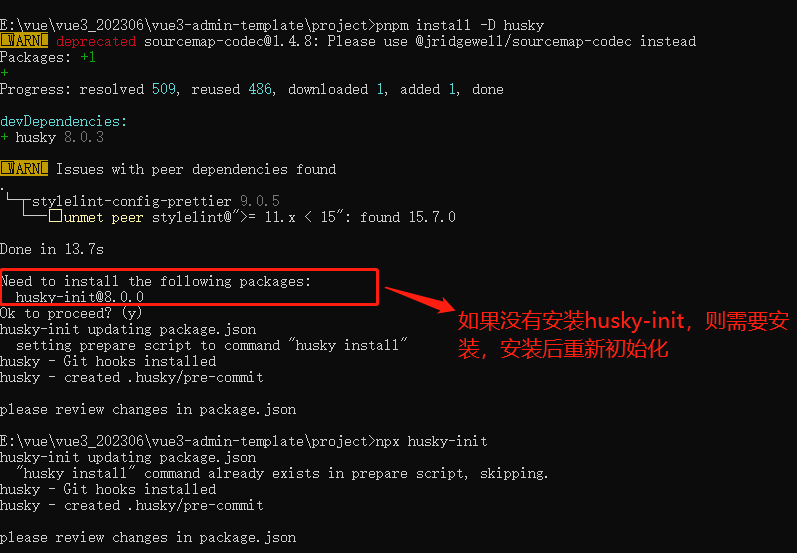 E:\vue\vue3_202306\vue3-admin-template\project>pnpm install -D husky
WARN deprecated sourcemap-codec@1.4.8: Please use @jridgewell/sourcemap-codec instead
Packages: +1
+
Progress: resolved 509, reused 486, downloaded 1, added 1, done
devDependencies:
+ husky 8.0.3
WARN Issues with peer dependencies found
.
└─┬ stylelint-config-prettier 9.0.5
└── unmet peer stylelint@">= 11.x < 15": found 15.7.0
Done in 13.7s
Need to install the following packages:
husky-init@8.0.0
Ok to proceed? (y)
husky-init updating package.json
setting prepare script to command "husky install"
husky - Git hooks installed
husky - created .husky/pre-commit
please review changes in package.json
如果没有安装husky-init，则需要安
装，安装后重新初始化
E:\vue\vue3_202306\vue3-admin-template\project>npx husky-init
husky-init updating package.json
"husky install" command already exists in prepare script, skipping.
husky - Git hooks installed
husky - created .husky/pre-commit
please review changes in package.json